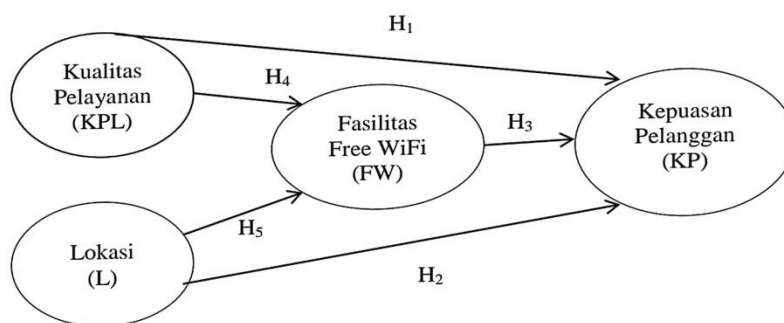 H₁
Kualitas
Pelayanan
(KPL)
H₄
Fasilitas
Free WiFi
(FW)
H₃
Kepuasan
Pelanggan
(KP)
H₅
Lokasi
(L)
H₂